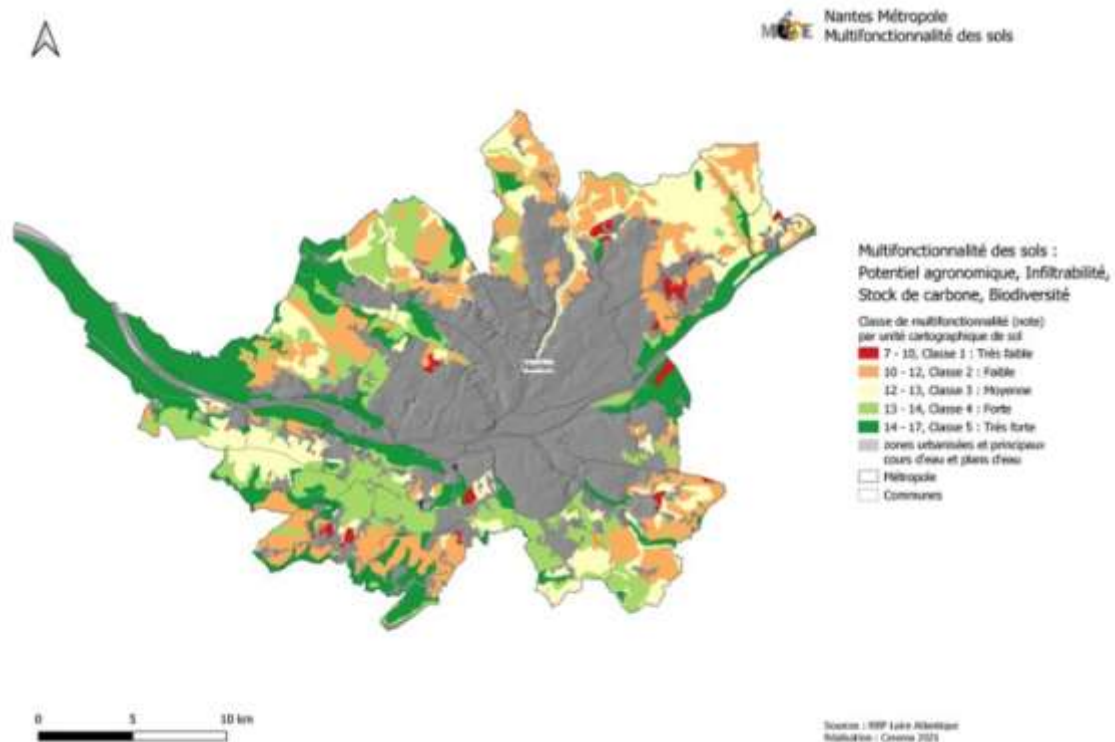 Nantes Métropole
Multifonctionnalité des sols
Multifonctionnalité des sols :
Potentiel agronomique, Infiltrabilité,
Stock de carbone, Biodiversité
Classe de multifonctionnalité (note)
par unité cartographique de sol
7 - 10, Classe 1 : Très faible
10 - 12, Classe 2 : Faible
12 - 13, Classe 3 : Moyenne
13 - 14, Classe 4 : Forte
14 - 17, Classe 5 : Très forte
zones urbanisées et principaux
cours d'eau et plans d'eau
Métropole
Communes
0 5 10 km
Sources : RRP Loire Atlantique
Réalisation : Cerema 2021